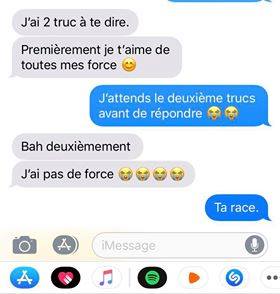 J'ai 2 truc à te dire.
Premièrement je t'aime de
toutes mes force 😊
J'attends le deuxième trucs
avant de répondre 😭😭
Bah deuxièmement
J'ai pas de force 😭😭😭😭
Ta race.
iMessage